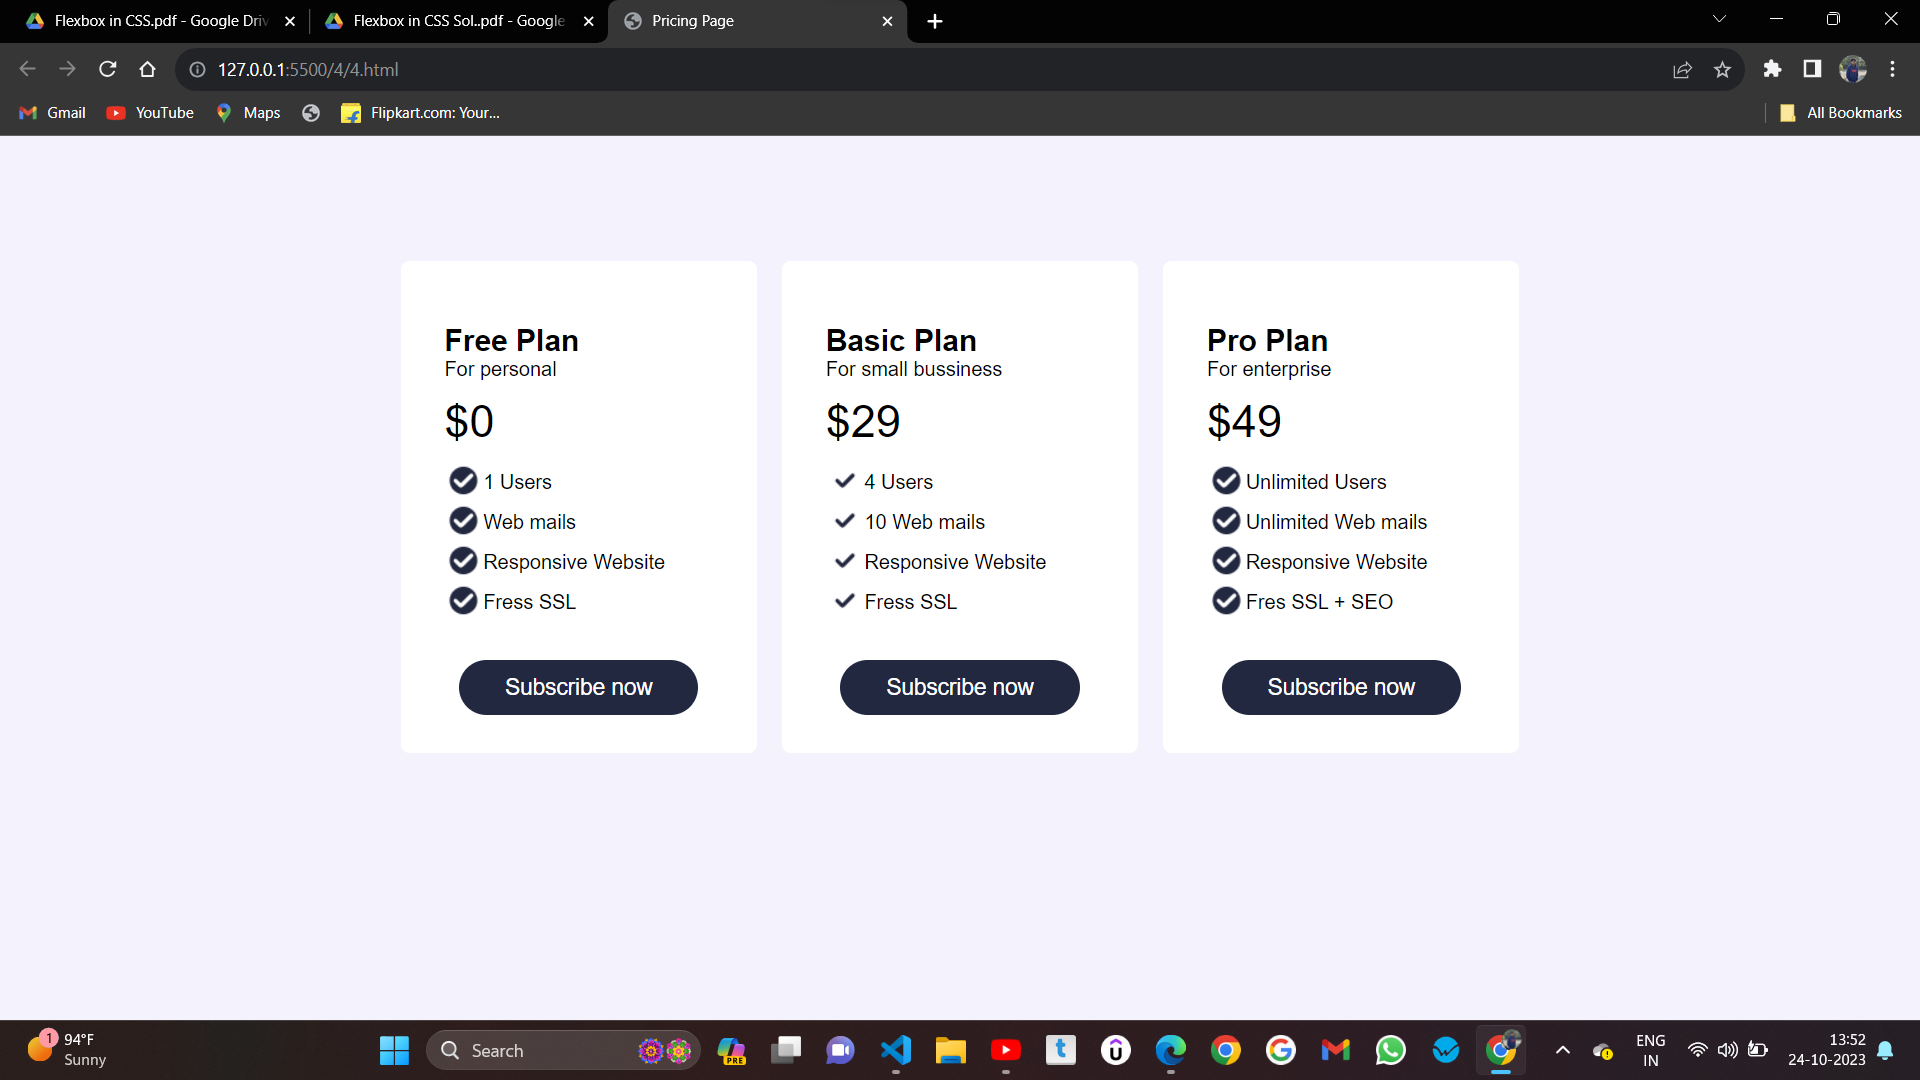 Flexbox in CSS.pdf - Google Driv
Flexbox in CSS Sol..pdf - Google
Pricing Page
127.0.0.1:5500/4/4.html
Gmail
YouTube
Maps
Flipkart.com: Your...
All Bookmarks
Free Plan
For personal
$0
1 Users
Web mails
Responsive Website
Fress SSL
Subscribe now
Basic Plan
For small bussiness
$29
4 Users
10 Web mails
Responsive Website
Fress SSL
Subscribe now
Pro Plan
For enterprise
$49
Unlimited Users
Unlimited Web mails
Responsive Website
Fres SSL + SEO
Subscribe now
1
94°F
Sunny
Search
PRE
ENG
IN
13:52
24-10-2023